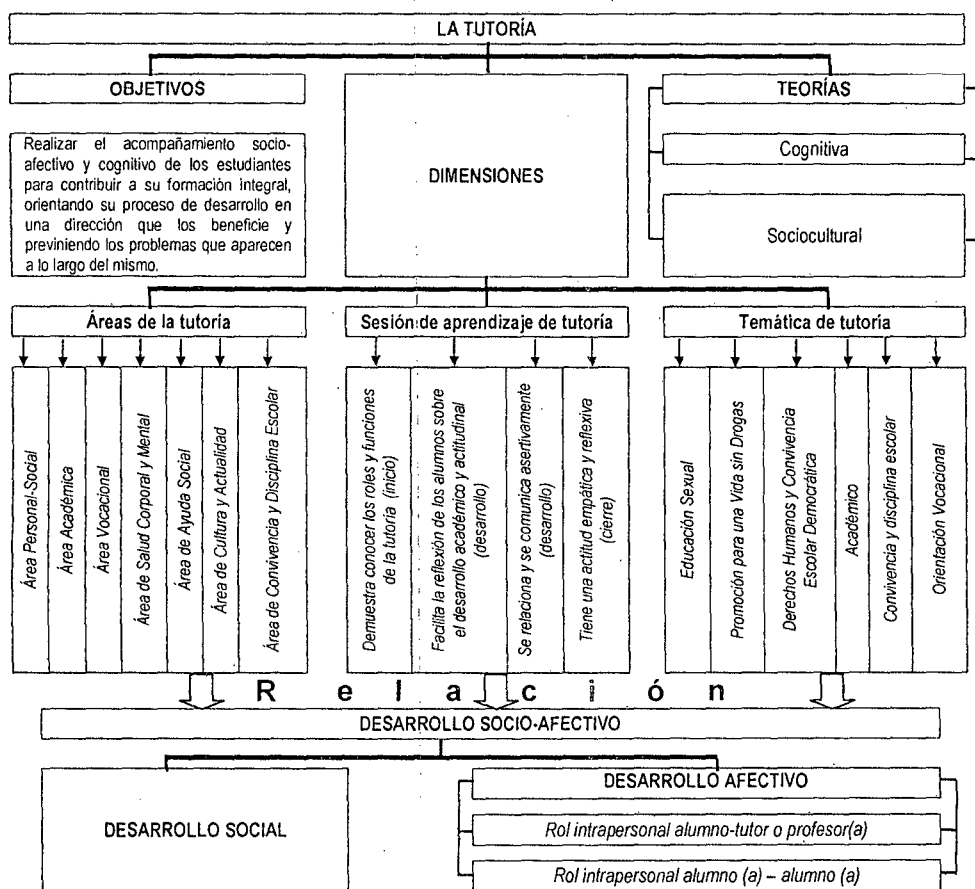 LA TUTORÍA
OBJETIVOS
Realizar el acompañamiento socio-
afectivo y cognitivo de los estudiantes
para contribuir a su formación integral,
orientando su proceso de desarrollo en
una dirección que los beneficie y
previniendo los problemas que aparecen
a lo largo del mismo.
DIMENSIONES
TEORÍAS
Cognitiva
Sociocultural
Áreas de la tutoría
Sesión de aprendizaje de tutoría
Temática de tutoría
Área Personal-Social
Área Académica
Área Vocacional
Área de Salud Corporal y Mental
Área de Ayuda Social
Área de Cultura y Actualidad
Área de Convivencia y Disciplina Escolar
Demuestra conocer los roles y funciones
de la tutoría (inicio)
Facilita la reflexión de los alumnos sobre
el desarrollo académico y actitudinal
(desarrollo)
Se relaciona y se comunica asertivamente
(desarrollo)
Tiene una actitud empática y reflexiva
(cierre)
Educación Sexual
Promoción para una Vida sin Drogas
Derechos Humanos y Convivencia
Escolar Democrática
Académico
Convivencia y disciplina escolar
Orientación Vocacional
R e l a c i ó n
DESARROLLO SOCIO-AFECTIVO
DESARROLLO SOCIAL
DESARROLLO AFECTIVO
Rol intrapersonal alumno-tutor o profesor(a)
Rol intrapersonal alumno (a) – alumno (a)